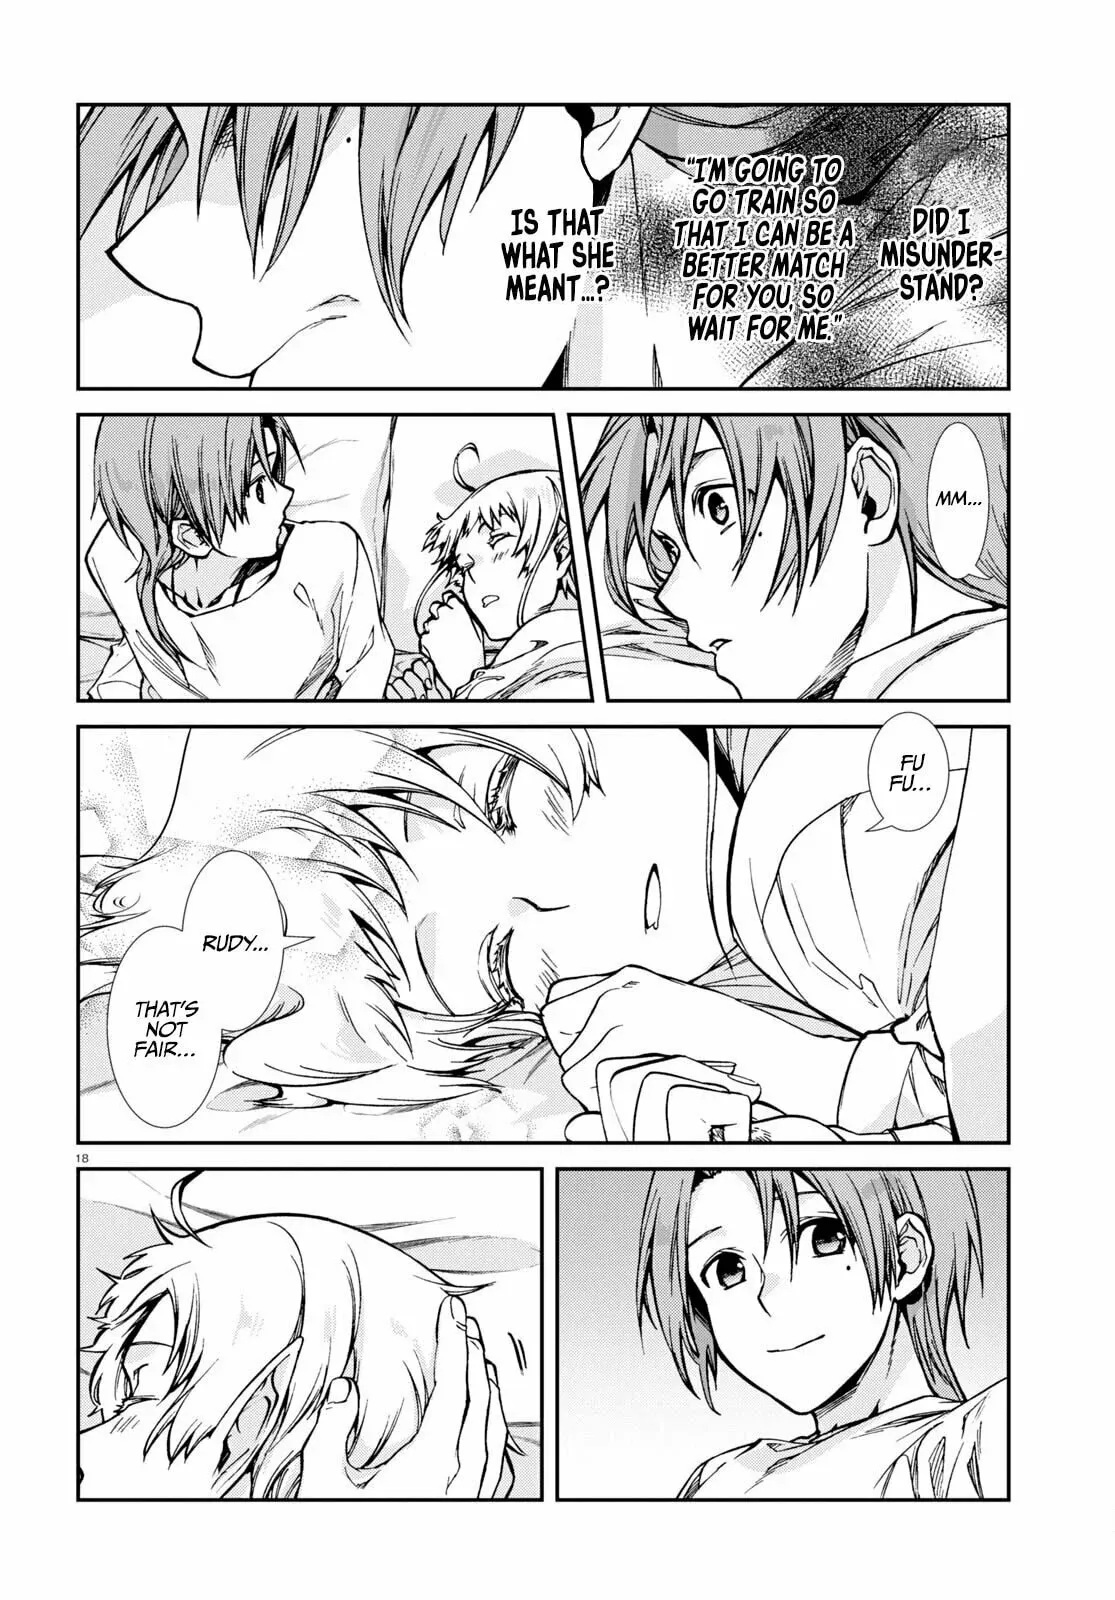 DID I
MISUNDER-
STAND?
"I'M GOING TO
GO TRAIN SO
THAT I CAN BE A
BETTER MATCH
FOR YOU, SO
WAIT FOR ME."
IS THAT
WHAT SHE
MEANT...?
MM...
FU
FU...
RUDY...
THAT'S
NOT
FAIR...
18